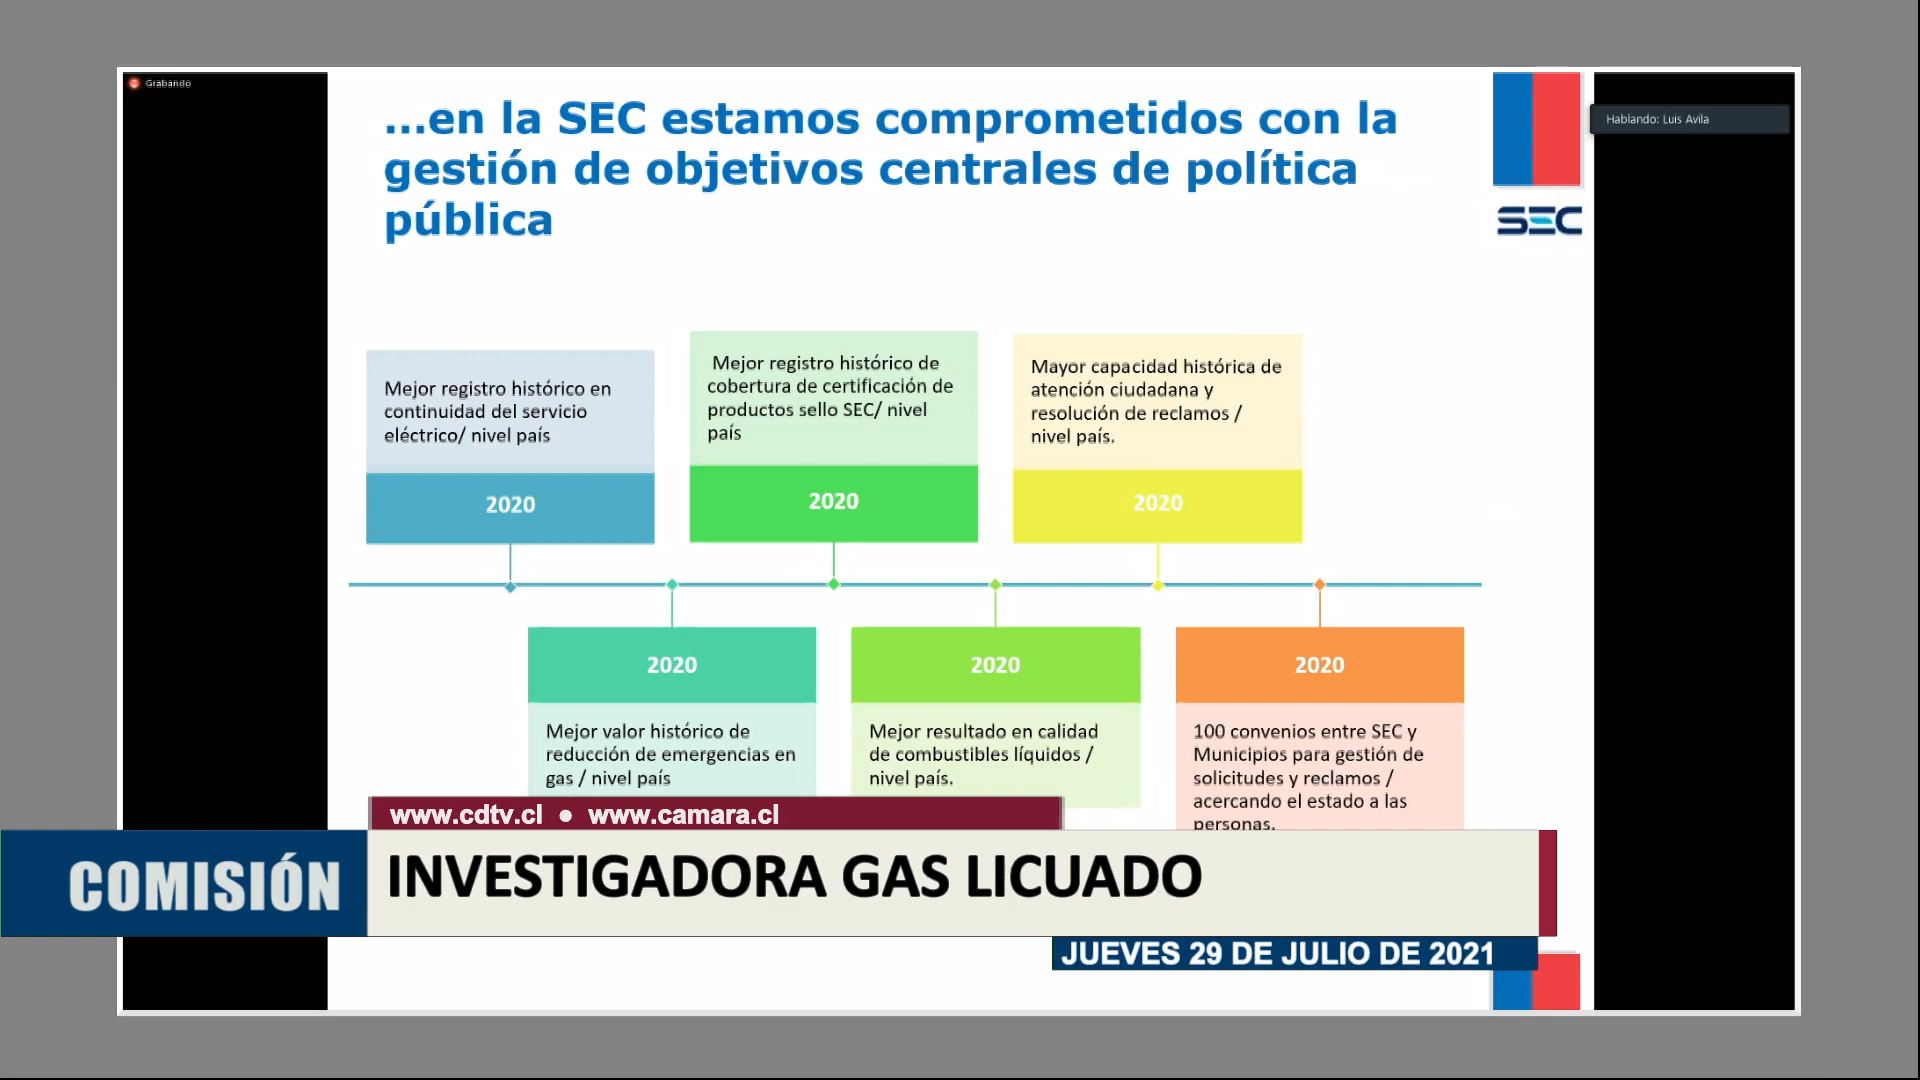 Grabando
...en la SEC estamos comprometidos con la
gestión de objetivos centrales de política
pública
Hablando: Luis Avila
SEC
Mejor registro histórico en
continuidad del servicio
eléctrico/ nivel país
2020
Mejor registro histórico de
cobertura de certificación de
productos sello SEC/ nivel
país
2020
Mayor capacidad histórica de
atención ciudadana y
resolución de reclamos /
nivel país.
2020
2020
Mejor valor histórico de
reducción de emergencias en
gas / nivel país
2020
Mejor resultado en calidad
de combustibles líquidos /
nivel país.
2020
100 convenios entre SEC y
Municipios para gestión de
solicitudes y reclamos /
acercando el estado a las
personas.
www.cdtv.cl ● www.camara.cl
COMISIÓN
INVESTIGADORA GAS LICUADO
JUEVES 29 DE JULIO DE 2021